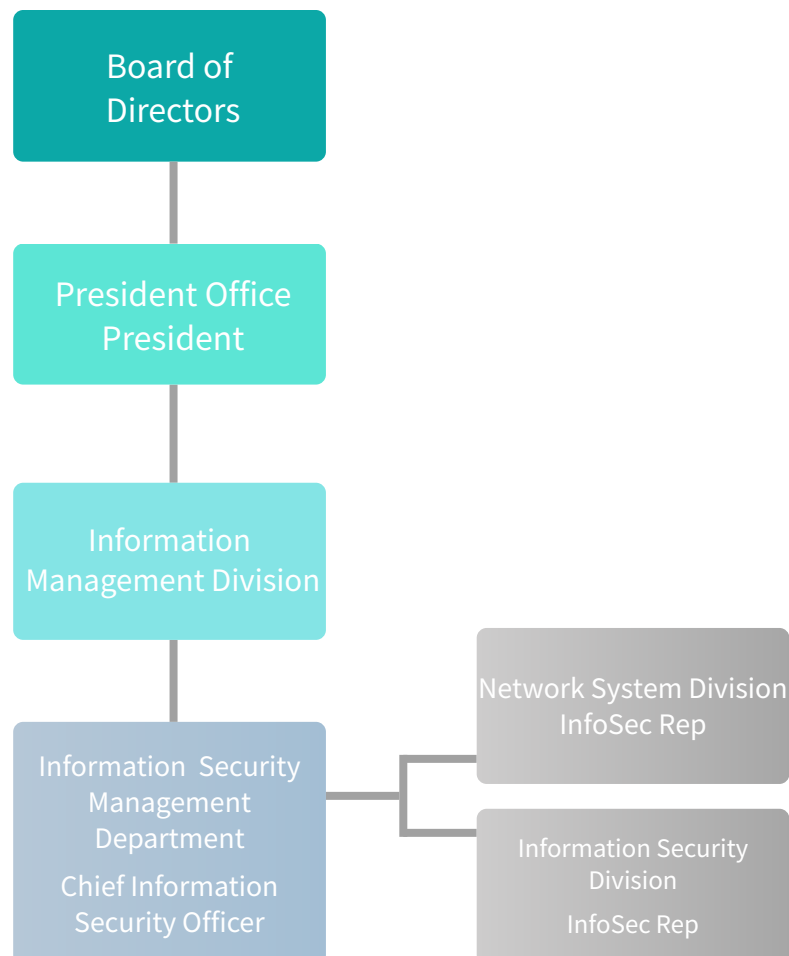 Board of
Directors
President Office
President
Information
Management Division
Information Security
Management
Department
Chief Information
Security Officer
Network System Division
InfoSec Rep
Information Security
Division
InfoSec Rep